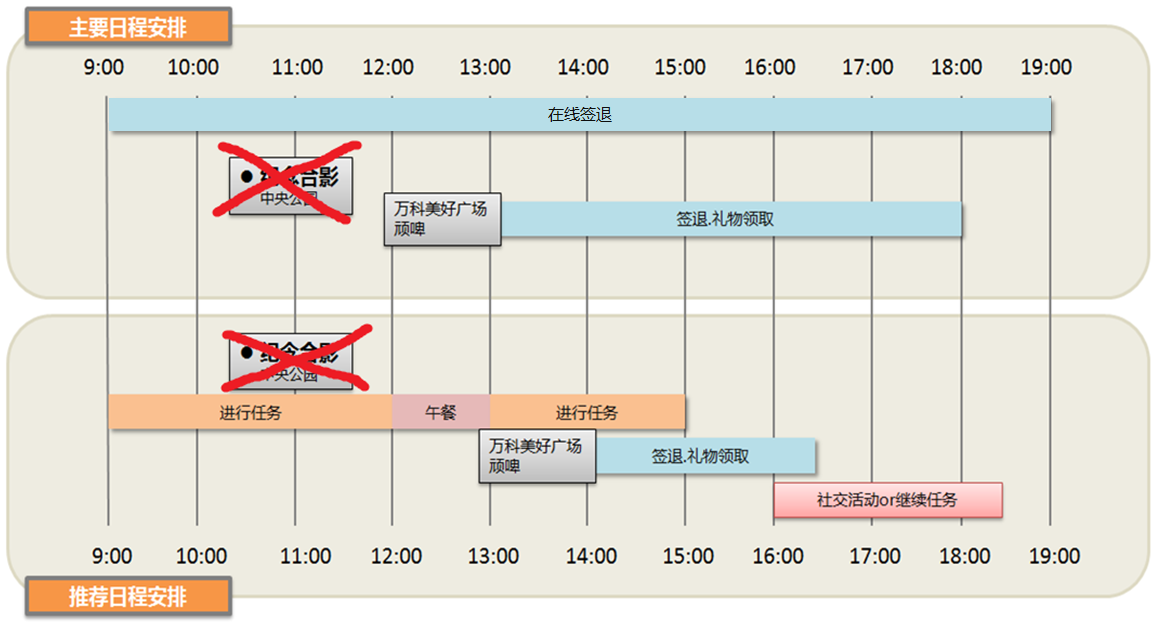 主要日程安排
9:00 10:00 11:00 12:00 13:00 14:00 15:00 16:00 17:00 18:00 19:00
在线签退
● 纪念合影
中央公园
万科美好广场
顽啤
签退.礼物领取
● 纪念合影
中央公园
进行任务 午餐 进行任务
万科美好广场
顽啤
签退.礼物领取
社交活动or继续任务
9:00 10:00 11:00 12:00 13:00 14:00 15:00 16:00 17:00 18:00 19:00
推荐日程安排